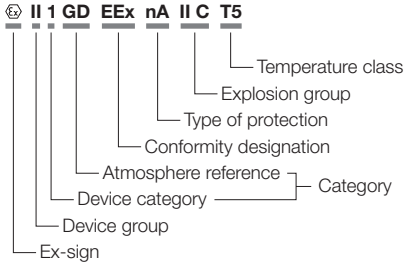 Ex II 1 GD EEx nA II C T5
Temperature class
Explosion group
Type of protection
Conformity designation
Atmosphere reference
Category
Device category
Device group
Ex-sign